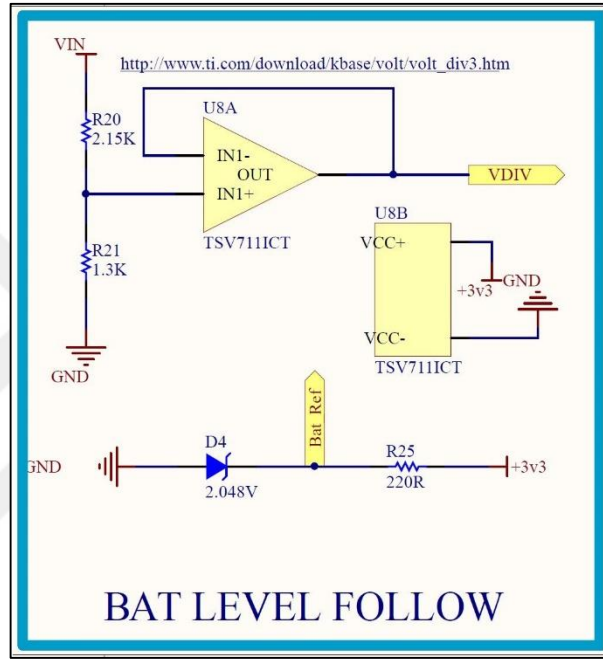 VIN
http://www.ti.com/download/kbase/volt/volt_div3.htm
R20
2.15K
U8A
IN1-
OUT
IN1+
TSV711ICT
VDIV
R21
1.3K
GND
U8B
VCC+
+3v3
GND
VCC-
TSV711ICT
Bat_Ref
GND
D4
2.048V
R25
220R
+3v3
BAT LEVEL FOLLOW